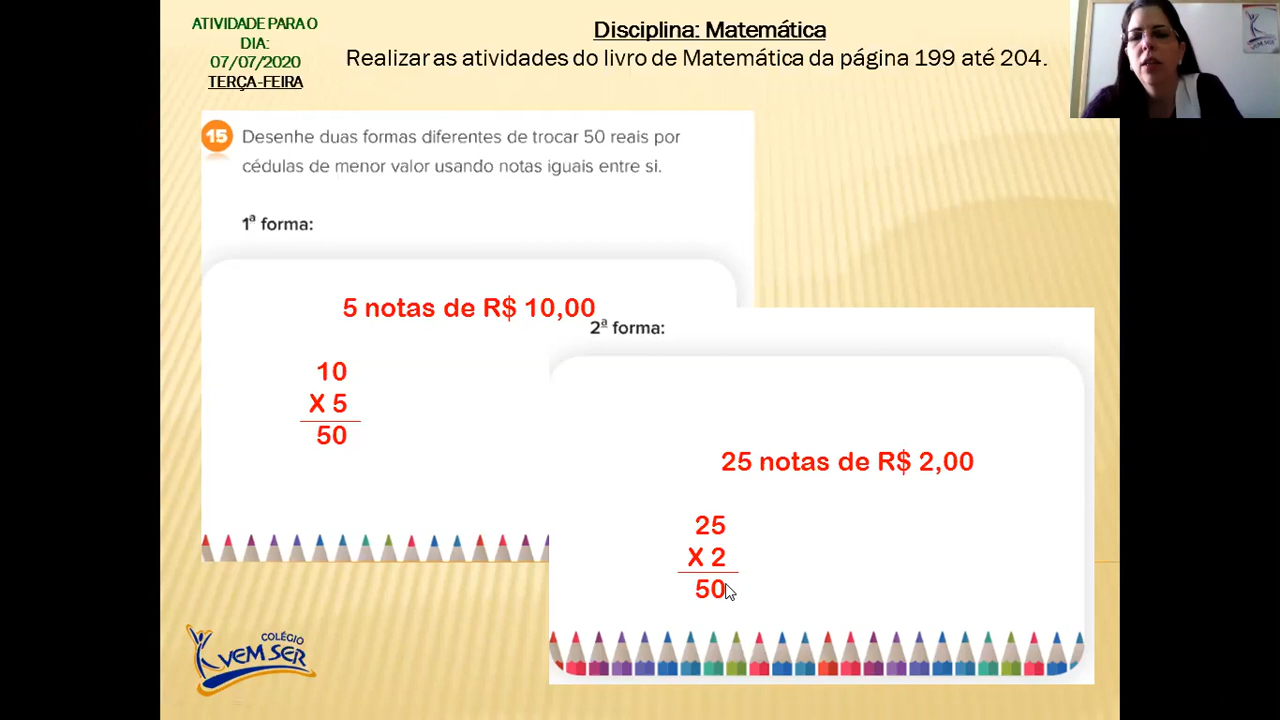 ATIVIDADE PARA O
DIA:
07/07/2020
TERÇA-FEIRA
Disciplina: Matemática
Realizar as atividades do livro de Matemática da página 199 até 204.
VEM SER
15 Desenhe duas formas diferentes de trocar 50 reais por
cédulas de menor valor usando notas iguais entre si.
1ª forma:
5 notas de R$ 10,00
10
X 5
50
2ª forma:
25 notas de R$ 2,00
25
X 2
50
COLÉGIO
VEM SER